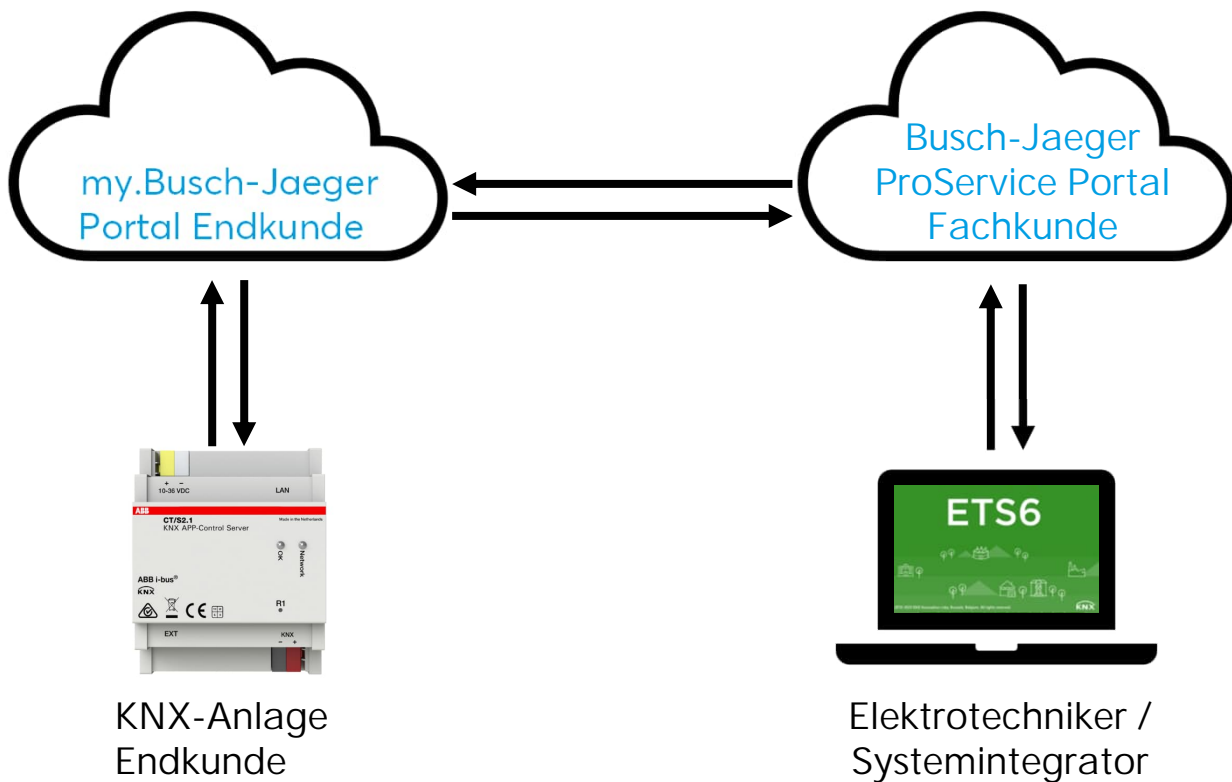 my.Busch-Jaeger
Portal Endkunde
Busch-Jaeger
ProService Portal
Fachkunde
+ −
10-36 VDC
LAN
ABB
CT/S2.1
KNX APP-Control Server
Made in the Netherlands
OK
Network
ABB i-bus®
KNX
CE
R1
EXT
KNX
− +
ETS6
KNX
KNX-Anlage
Endkunde
Elektrotechniker /
Systemintegrator